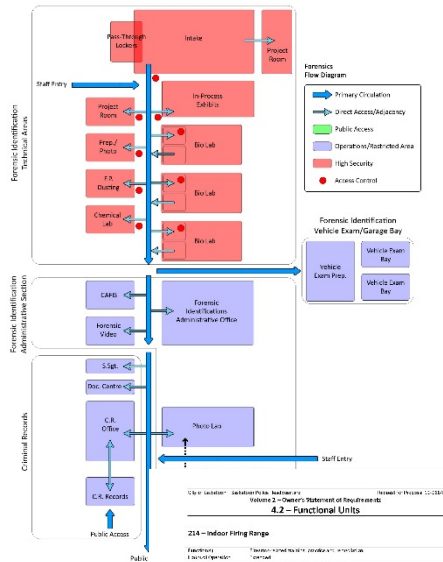 Intake
Pass-Through
Lockers
Project
Room
Staff Entry
In-Process
Exhibits
Project
Room
Prep./
Photo
Bio Lab
F.P.
Dusting
Bio Lab
Chemical
Lab
Bio Lab
Forensic Identification
Technical Areas
Forensics
Flow Diagram
Primary Circulation
Direct Access/Adjacency
Public Access
Operations/Restricted Area
High Security
Access Control
Forensic Identification
Vehicle Exam/Garage Bay
Vehicle
Exam Prep.
Vehicle Exam
Bay
Vehicle Exam
Bay
Forensic Identification
Administrative Section
CAFIS
Forensic
Video
Forensic
Identifications
Administrative Office
Criminal Records
S.Sgt.
Doc. Centre
C.R.
Office
Photo Lab
Staff Entry
C.R. Records
Public Access
Public
Volume 2 – Owner's Statement of Requirements
4.2 – Functional Units
214 – Indoor Firing Range